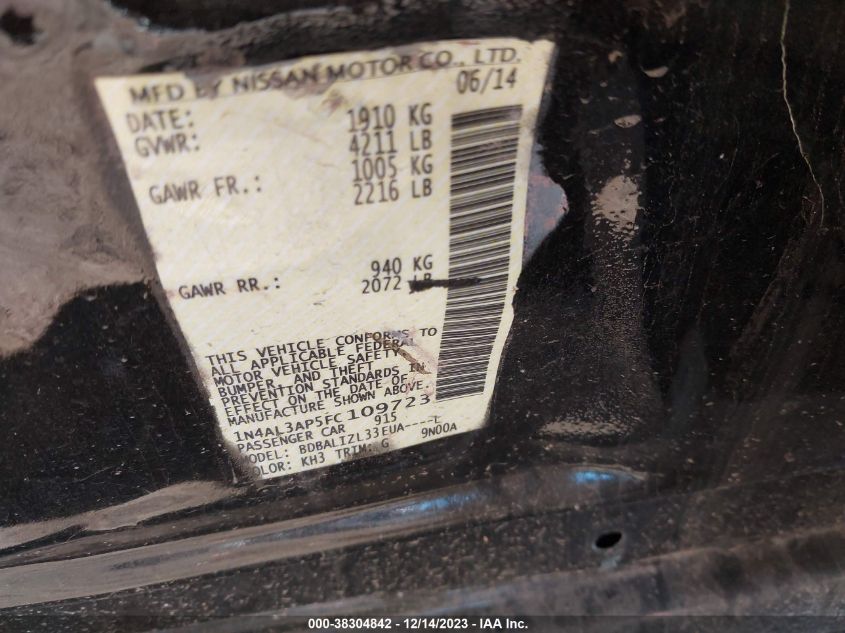 MFD BY NISSAN MOTOR CO., LTD.
DATE: 06/14
GVWR: 1910 KG
4211 LB
GAWR FR.: 1005 KG
2216 LB
GAWR RR.: 940 KG
2072 LB
THIS VEHICLE CONFORMS TO
ALL APPLICABLE FEDERAL
MOTOR VEHICLE SAFETY,
BUMPER, AND THEFT
PREVENTION STANDARDS IN
EFFECT ON THE DATE OF
MANUFACTURE SHOWN ABOVE.
1N4AL3AP5FC109723
PASSENGER CAR 915
MODEL: BDBALIZL33EUA----L
COLOR: KH3 TRIM: G 9N00A
000-38304842 - 12/14/2023 - IAA Inc.